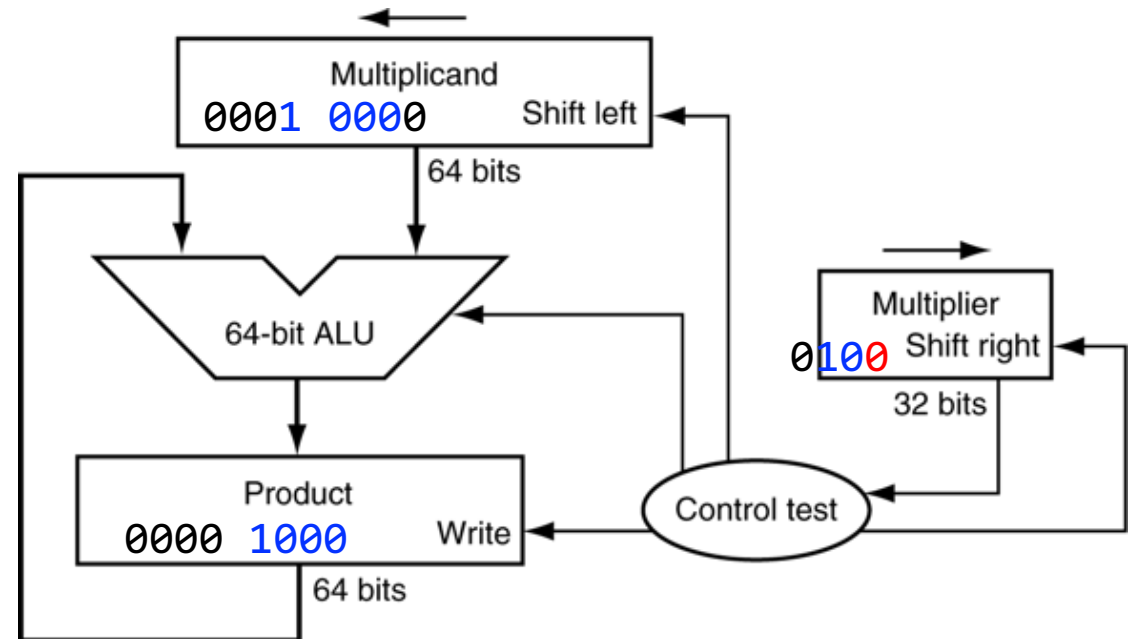 Multiplicand
0001 0000
Shift left
64 bits
64-bit ALU
Multiplier
Shift right
0100
32 bits
Control test
Product
0000 1000
Write
64 bits